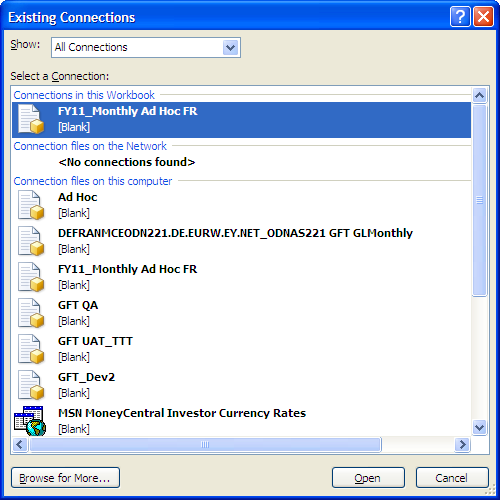 Existing Connections
Show: All Connections
Select a Connection:
Connections in this Workbook
FY11_Monthly Ad Hoc FR
[Blank]
Connection files on the Network
<No connections found>
Connection files on this computer
Ad Hoc
[Blank]
DEFRANMCEODN221.DE.EURW.EY.NET_ODNAS221 GFT GLMonthly
[Blank]
FY11_Monthly Ad Hoc FR
[Blank]
GFT QA
[Blank]
GFT UAT_TTT
[Blank]
GFT_Dev2
[Blank]
MSN MoneyCentral Investor Currency Rates
[Blank]
Browse for More... Open Cancel